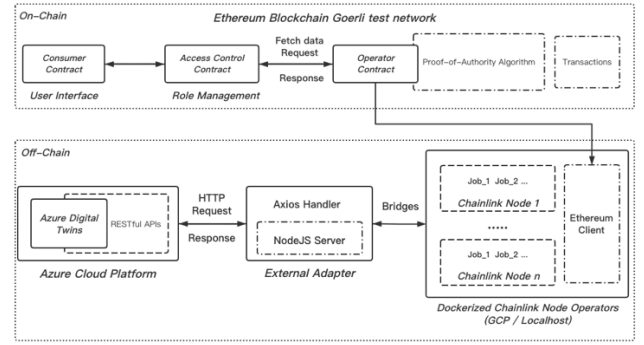 On-Chain
Ethereum Blockchain Goerli test network
Consumer
Contract
User Interface
Access Control
Contract
Role Management
Fetch data
Request
Response
Operator
Contract
Proof-of-Authority Algorithm
Transactions
Off-Chain
Azure Digital
Twins
RESTful APIs
Azure Cloud Platform
HTTP
Request
Response
Axios Handler
NodeJS Server
External Adapter
Bridges
Job_1 Job_2 ...
Chainlink Node 1
.....
Job_1 Job_2 ...
Chainlink Node n
Ethereum
Client
Dockerized Chainlink Node Operators
(GCP / Localhost)